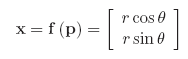 x = f (p) = [ r cos θ
r sin θ ]